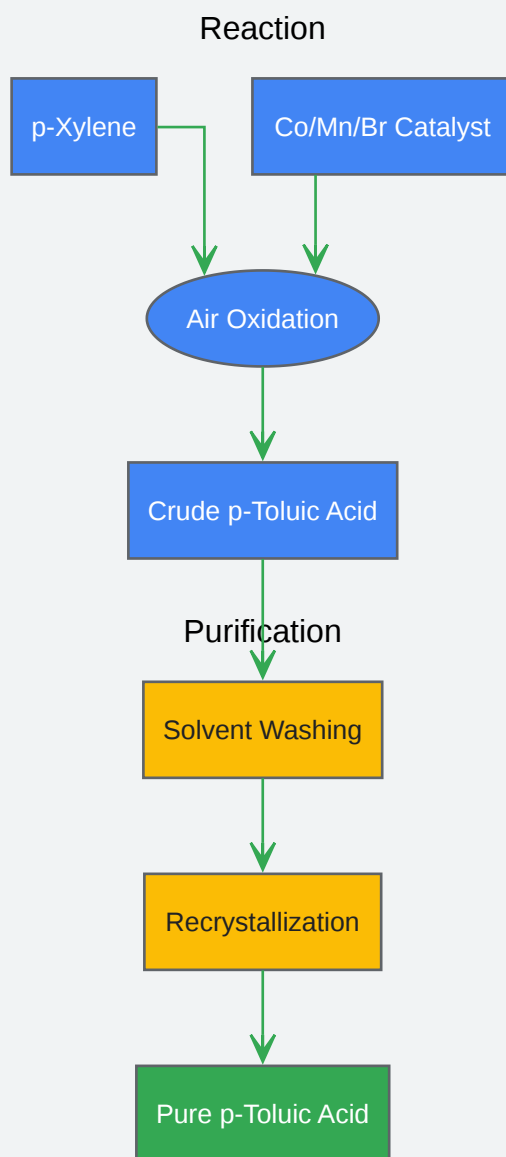 Reaction
p-Xylene
Co/Mn/Br Catalyst
Air Oxidation
Crude p-Toluic Acid
Purification
Solvent Washing
Recrystallization
Pure p-Toluic Acid